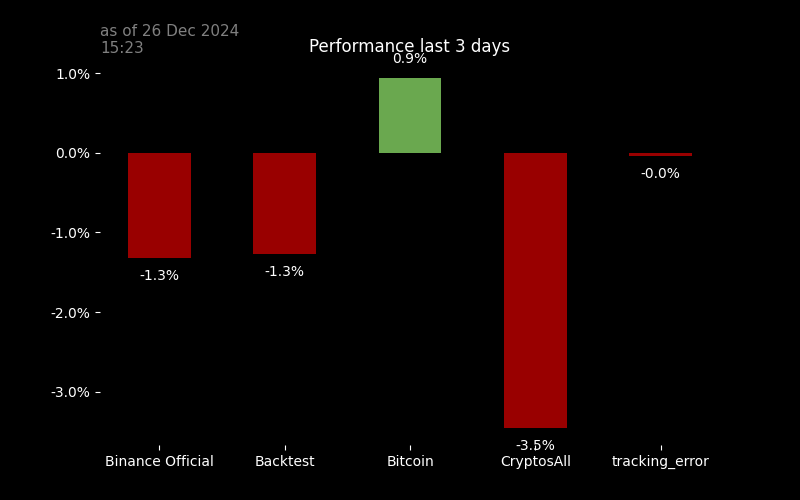 as of 26 Dec 2024
15:23
Performance last 3 days
1.0%
0.0%
-1.0%
-2.0%
-3.0%
-1.3%
-1.3%
0.9%
-3.5%
-0.0%
Binance Official
Backtest
Bitcoin
CryptosAll
tracking_error